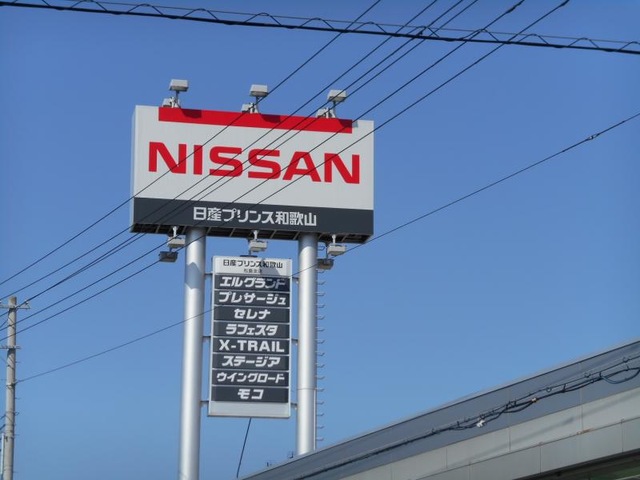 NISSAN
日産プリンス和歌山
日産プリンス和歌山
エルグランド
プレサージュ
セレナ
ラフェスタ
X-TRAIL
ステージア
ウイングロード
モコ